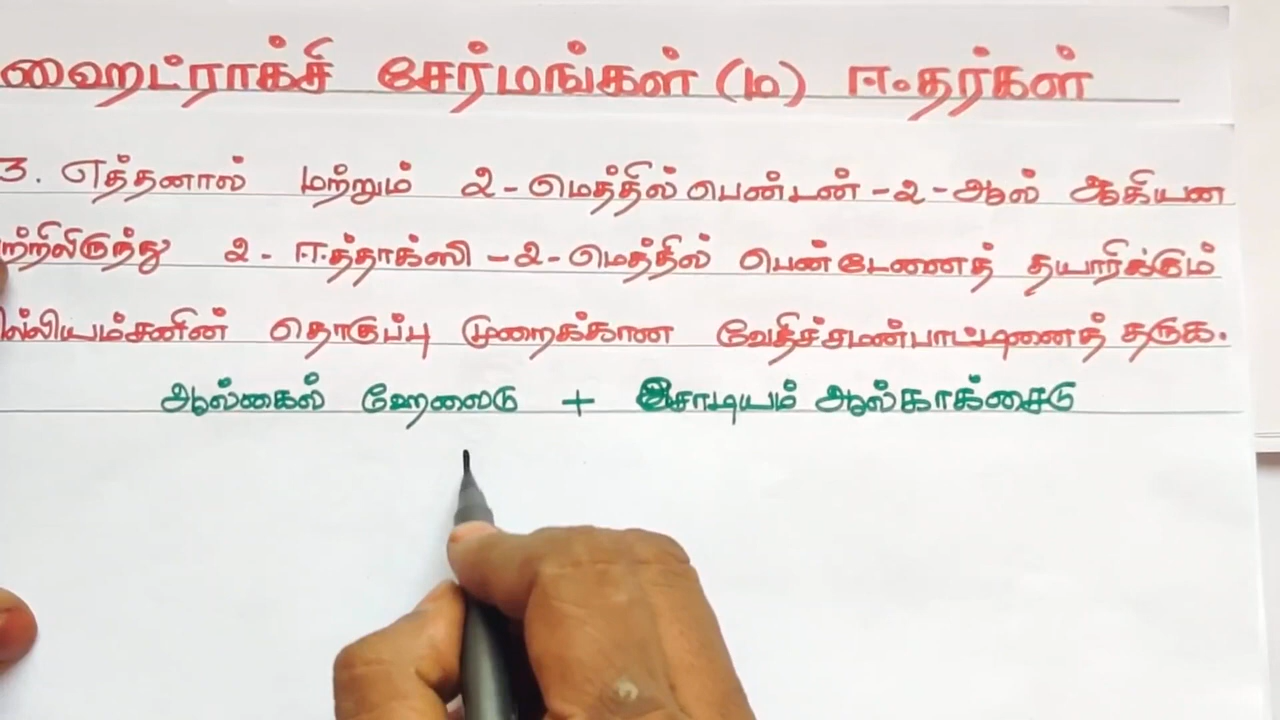 ஹைட்ராக்சி சேர்மங்கள் (ம) ஈதர்கள்
3. எத்தனால் மற்றும் 2-மெத்தில்பென்டன்-2-ஆல் ஆகியன
ற்றிலிருந்து 2-ஈத்தாக்ஸி-2-மெத்தில் பென்டேணைத் தயாரிக்கும்
ல்லியம்சனின் தொகுப்பு முறைக்கான வேதிச்சமன்பாட்டினைத் தருக.
ஆல்கைல் ஹேலைடு + சோடியம் ஆல்காக்சைடு